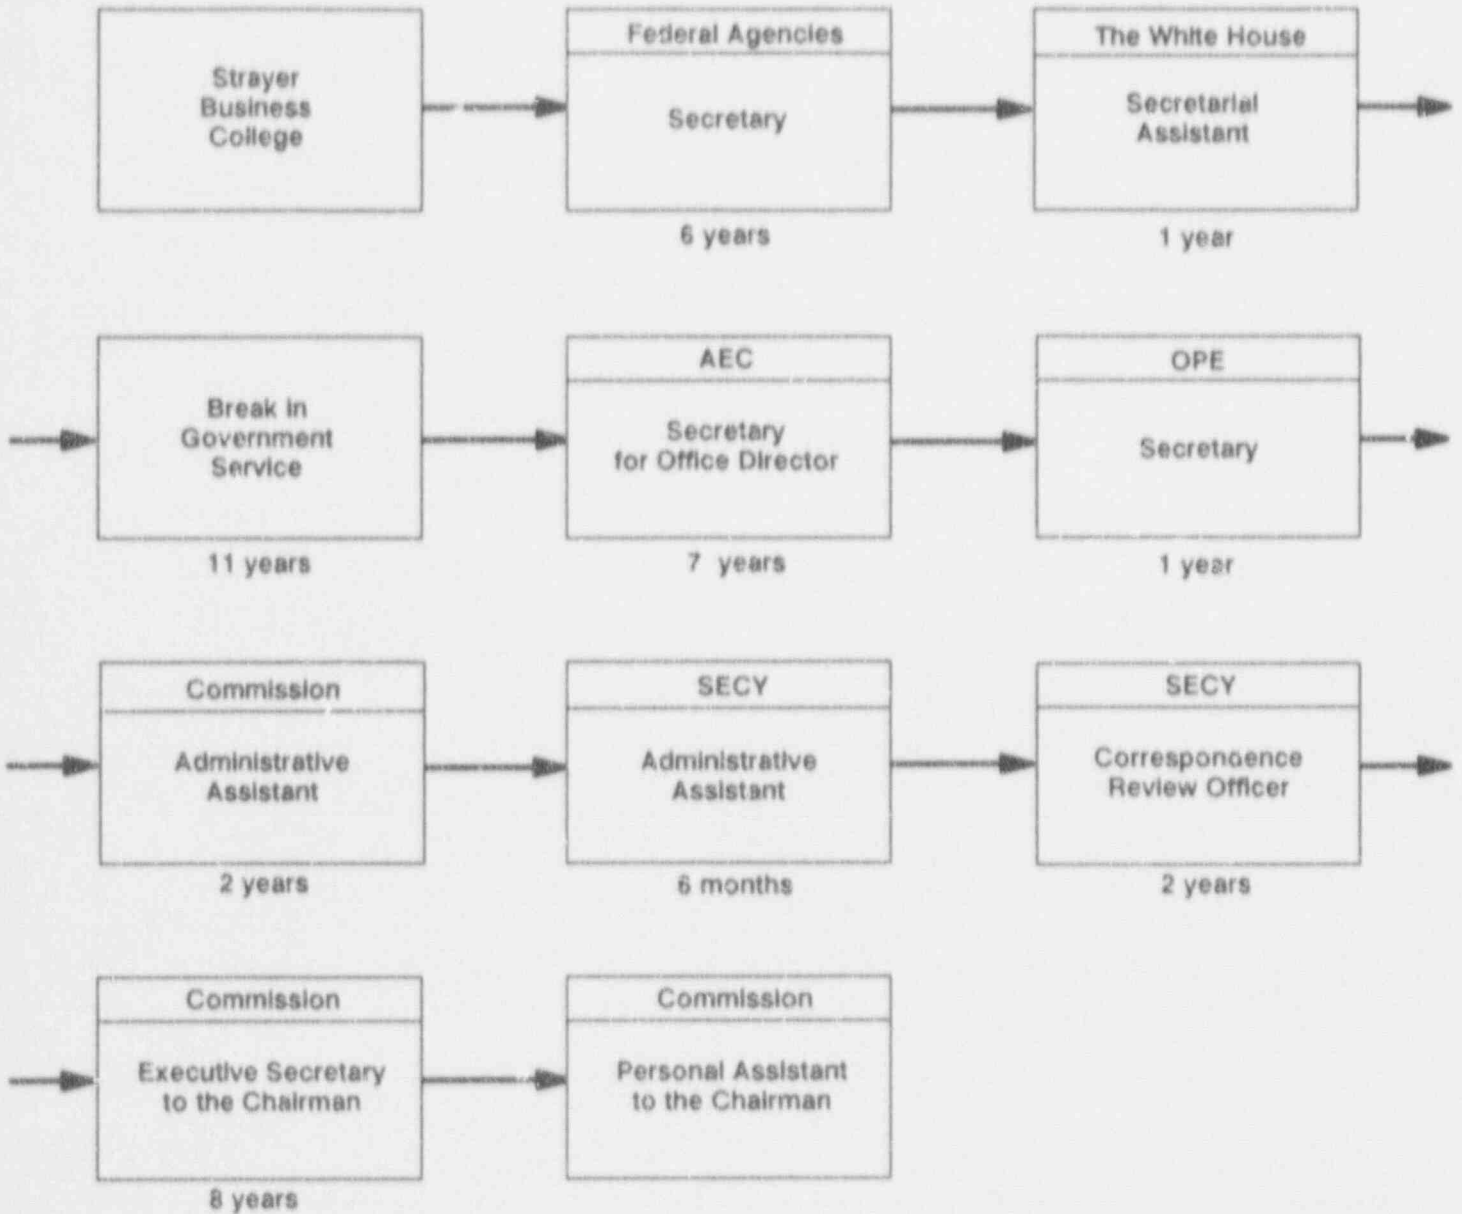 Strayer
Business
College
Federal Agencies
Secretary
6 years
The White House
Secretarial
Assistant
1 year
Break in
Government
Service
11 years
AEC
Secretary
for Office Director
7 years
OPE
Secretary
1 year
Commission
Administrative
Assistant
2 years
SECY
Administrative
Assistant
6 months
SECY
Correspondence
Review Officer
2 years
Commission
Executive Secretary
to the Chairman
8 years
Commission
Personal Assistant
to the Chairman